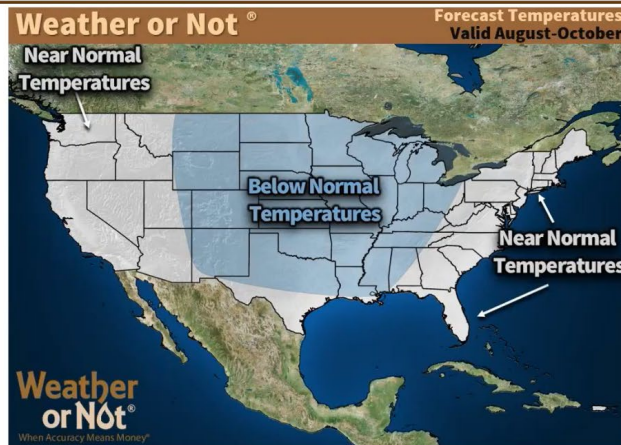 Weather or Not ®
Forecast Temperatures
Valid August-October
Near Normal
Temperatures
Below Normal
Temperatures
Near Normal
Temperatures
Weather
or Not®
When Accuracy Means Money®